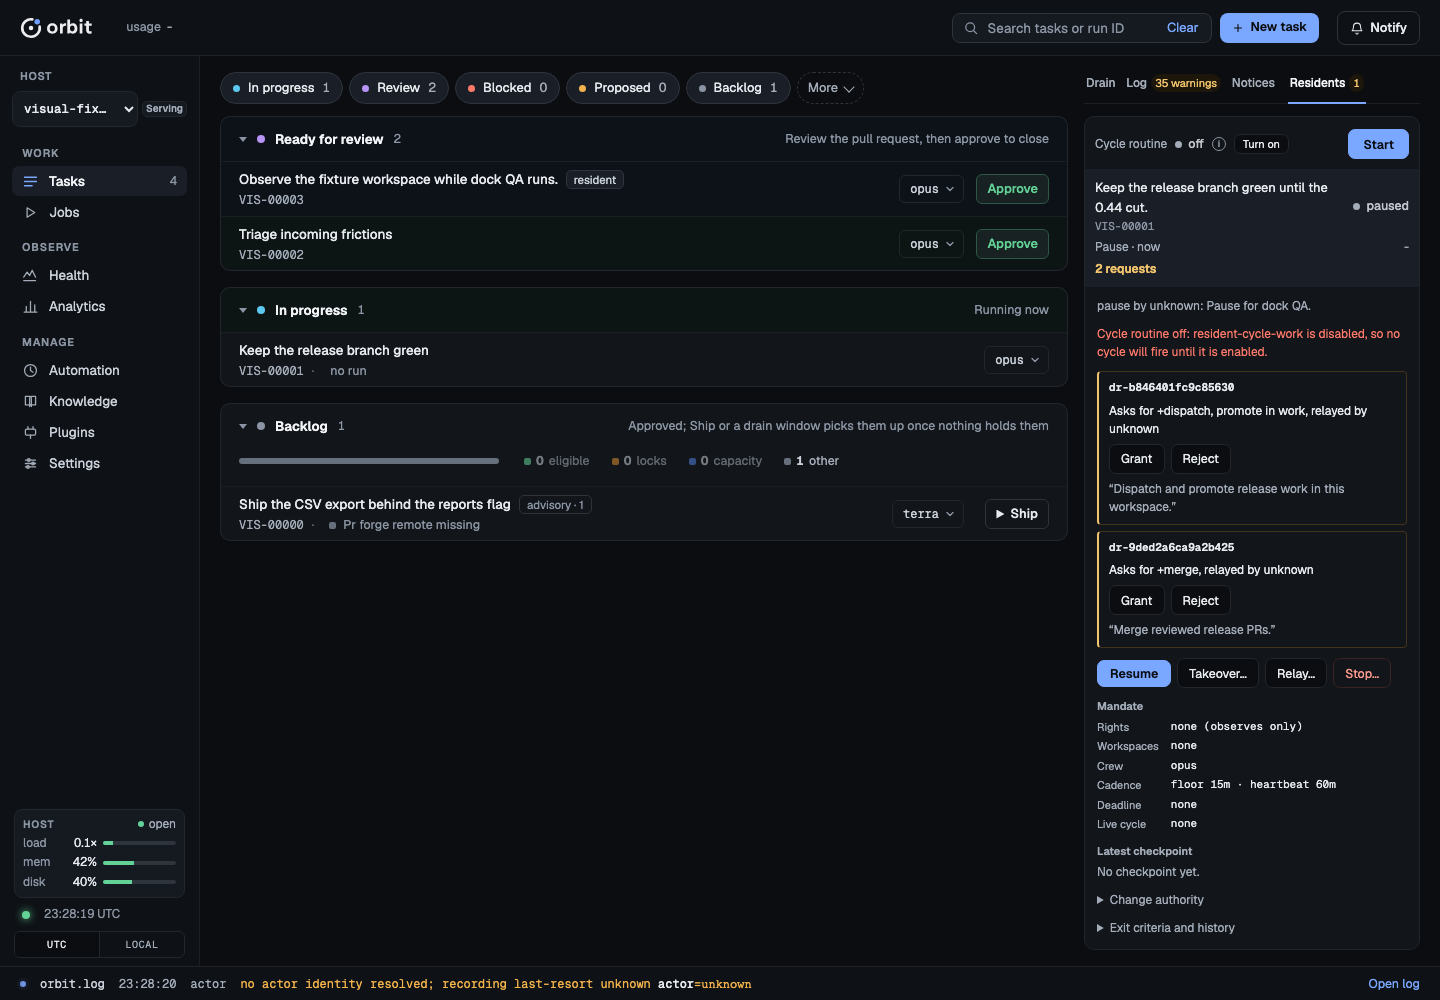 orbit
usage -
Search tasks or run ID
Clear
+ New task
Notify
HOST
visual-fix...
Serving
WORK
Tasks 4
Jobs
OBSERVE
Health
Analytics
MANAGE
Automation
Knowledge
Plugins
Settings
HOST open
load 0.1×
mem 42%
disk 40%
23:28:19 UTC
UTC LOCAL
In progress 1
Review 2
Blocked 0
Proposed 0
Backlog 1
More
Ready for review 2
Review the pull request, then approve to close
Observe the fixture workspace while dock QA runs. resident
VIS-00003
opus
Approve
Triage incoming frictions
VIS-00002
opus
Approve
In progress 1
Running now
Keep the release branch green
VIS-00001 · no run
opus
Backlog 1
Approved; Ship or a drain window picks them up once nothing holds them
0 eligible 0 locks 0 capacity 1 other
Ship the CSV export behind the reports flag advisory · 1
VIS-00000 · Pr forge remote missing
terra
Ship
Drain
Log 35 warnings
Notices
Residents 1
Cycle routine off i Turn on
Start
Keep the release branch green until the
0.44 cut.
paused
VIS-00001
Pause · now -
2 requests
pause by unknown: Pause for dock QA.
Cycle routine off: resident-cycle-work is disabled, so no
cycle will fire until it is enabled.
dr-b846401fc9c85630
Asks for +dispatch, promote in work, relayed by
unknown
Grant Reject
“Dispatch and promote release work in this
workspace.”
dr-9ded2a6ca9a2b425
Asks for +merge, relayed by unknown
Grant Reject
“Merge reviewed release PRs.”
Resume Takeover... Relay... Stop...
Mandate
Rights none (observes only)
Workspaces none
Crew opus
Cadence floor 15m · heartbeat 60m
Deadline none
Live cycle none
Latest checkpoint
No checkpoint yet.
Change authority
Exit criteria and history
orbit.log 23:28:20 actor no actor identity resolved; recording last-resort unknown actor=unknown
Open log